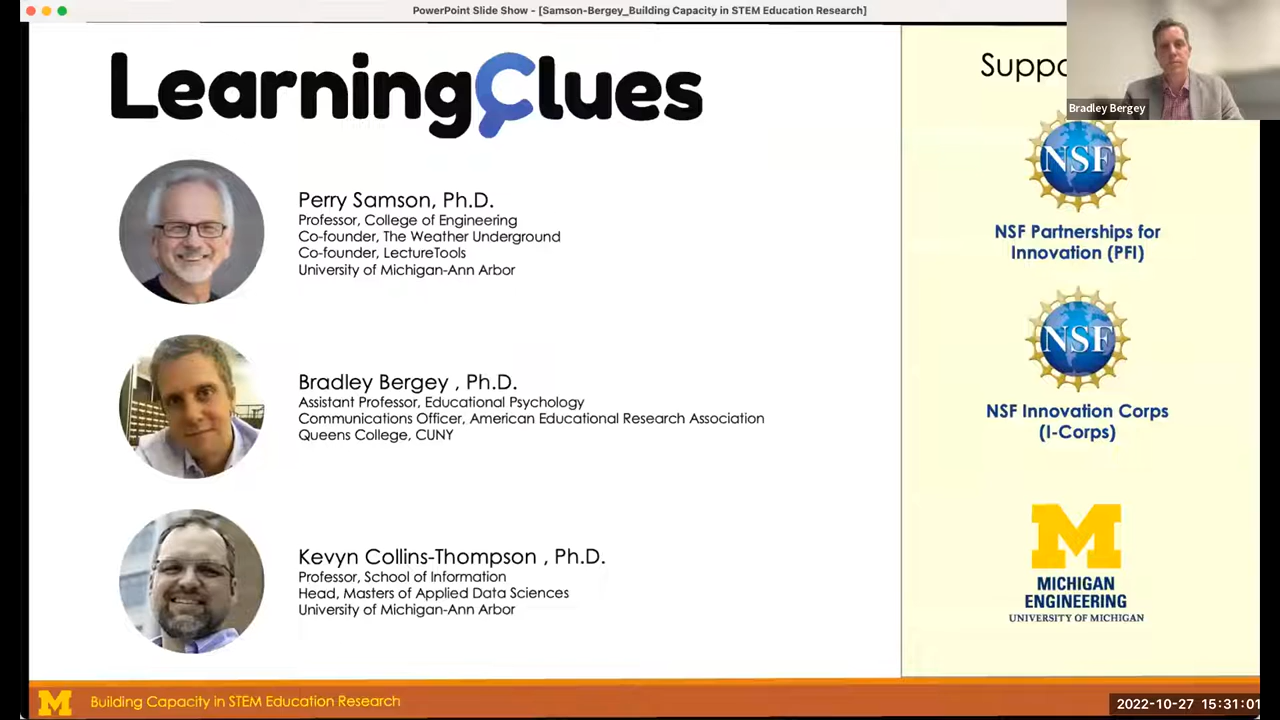 PowerPoint Slide Show - [Samson-Bergey_Building Capacity in STEM Education Research]
LearningClues
Perry Samson, Ph.D.
Professor, College of Engineering
Co-founder, The Weather Underground
Co-founder, LectureTools
University of Michigan-Ann Arbor
Bradley Bergey , Ph.D.
Assistant Professor, Educational Psychology
Communications Officer, American Educational Research Association
Queens College, CUNY
Kevyn Collins-Thompson , Ph.D.
Professor, School of Information
Head, Masters of Applied Data Sciences
University of Michigan-Ann Arbor
Bradley Bergey
NSF
NSF Partnerships for
Innovation (PFI)
NSF
NSF Innovation Corps
(I-Corps)
M
MICHIGAN
ENGINEERING
UNIVERSITY OF MICHIGAN
M
Building Capacity in STEM Education Research
2022-10-27 15:31:01